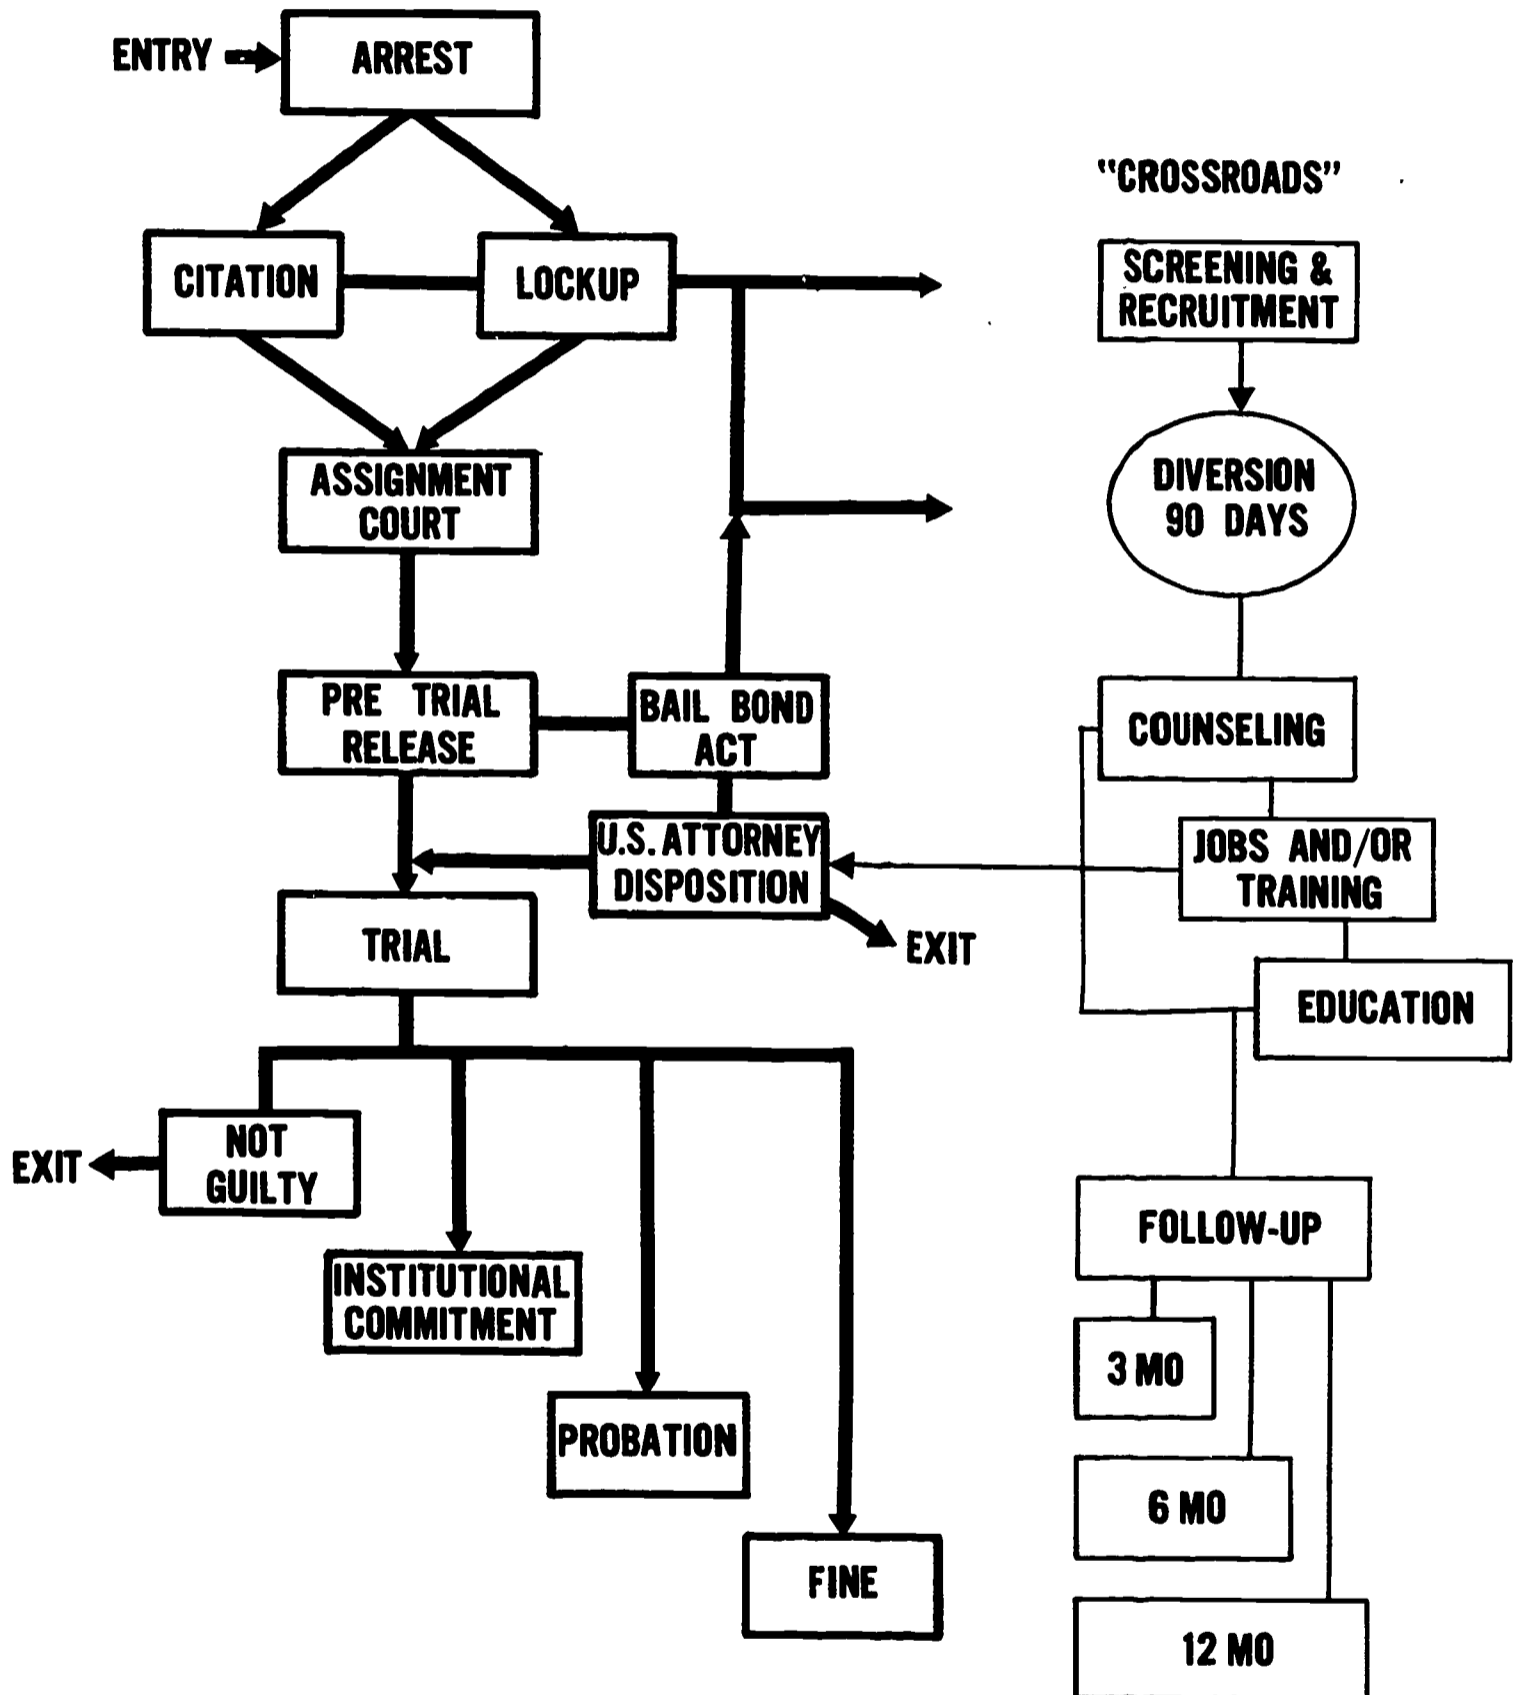 ENTRY
ARREST
"CROSSROADS"
CITATION
LOCKUP
SCREENING &
RECRUITMENT
ASSIGNMENT
COURT
DIVERSION
90 DAYS
PRE TRIAL
RELEASE
BAIL BOND
ACT
COUNSELING
U.S. ATTORNEY
DISPOSITION
JOBS AND/OR
TRAINING
TRIAL
EXIT
EDUCATION
EXIT
NOT
GUILTY
FOLLOW-UP
INSTITUTIONAL
COMMITMENT
3 MO
PROBATION
6 MO
FINE
12 MO